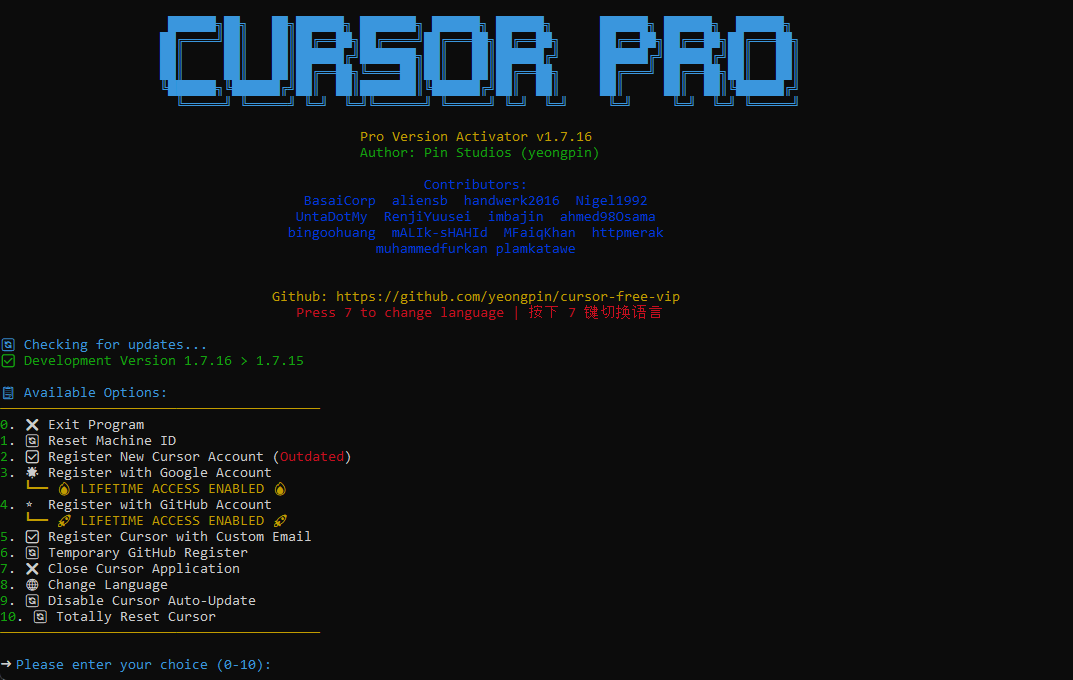 CURSOR PRO
Pro Version Activator v1.7.16
Author: Pin Studios (yeongpin)
Contributors:
BasaiCorp  aliensb  handwerk2016  Nigel1992
UntaDotMy  RenjiYuusei  imbajin  ahmed98Osama
bingoohuang  mALIk-sHAHId  MFaiqKhan  httpmerak
muhammedfurkan plamkatawe
Github: https://github.com/yeongpin/cursor-free-vip
Press 7 to change language | 按下 7 键切换语言
Checking for updates...
Development Version 1.7.16 > 1.7.15
Available Options:
0. ❌ Exit Program
1. 🔄 Reset Machine ID
2. ✅ Register New Cursor Account (Outdated)
3. 🌟 Register with Google Account
└── 🔥 LIFETIME ACCESS ENABLED 🔥
4. ⭐ Register with GitHub Account
└── 🚀 LIFETIME ACCESS ENABLED 🚀
5. ✅ Register Cursor with Custom Email
6. 🔄 Temporary GitHub Register
7. ❌ Close Cursor Application
8. 🌐 Change Language
9. 🔄 Disable Cursor Auto-Update
10. 🔄 Totally Reset Cursor
➜ Please enter your choice (0-10):